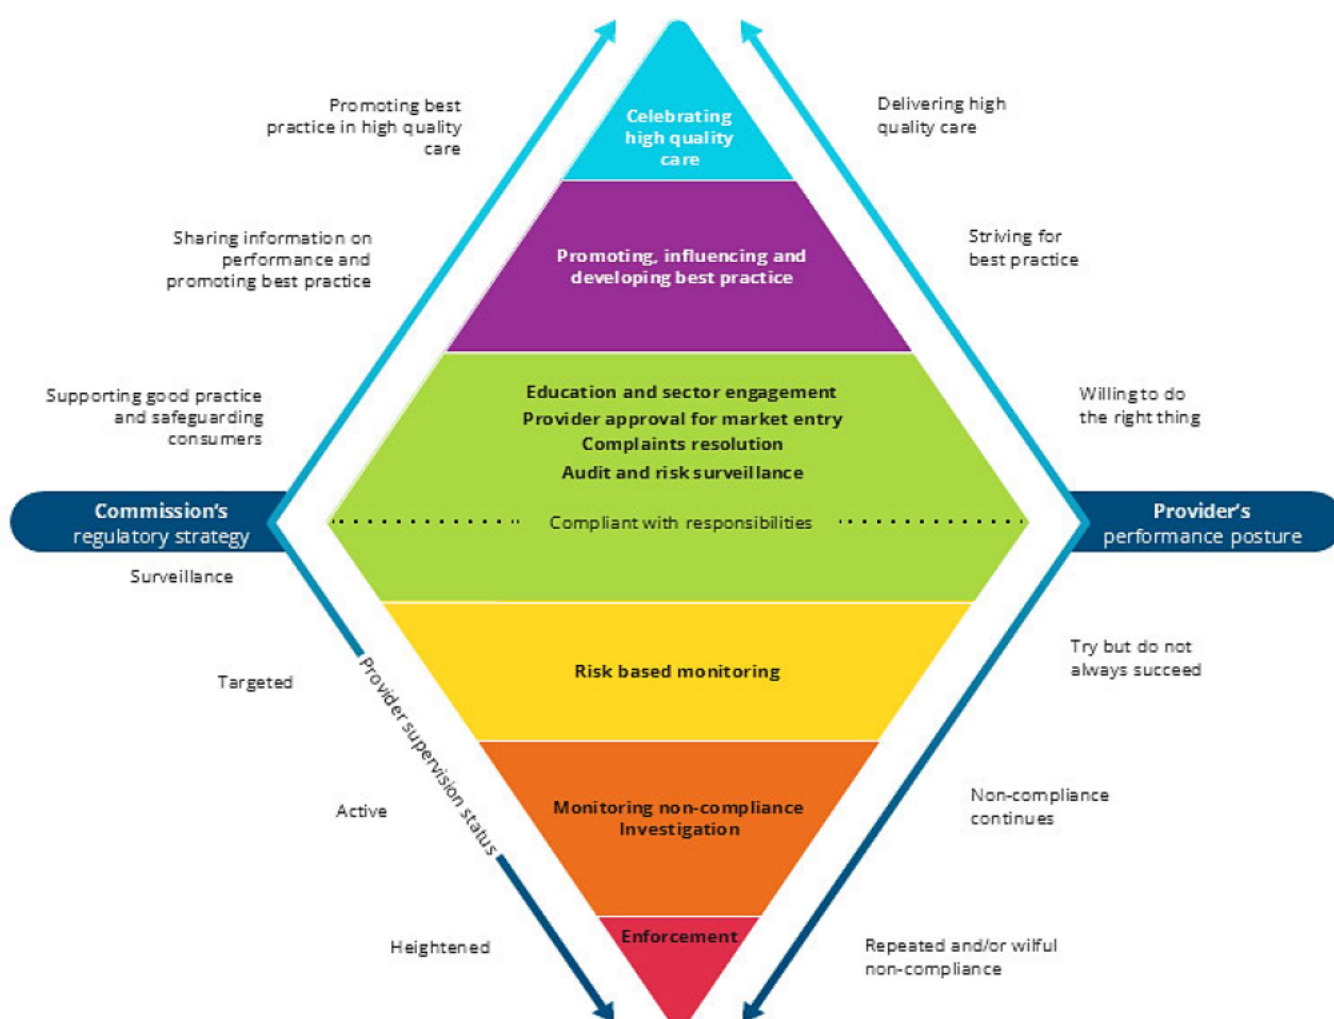 Promoting best
practice in high quality
care
Celebrating
high quality
care
Delivering high
quality care
Sharing information on
performance and
promoting best practice
Promoting, influencing and
developing best practice
Striving for
best practice
Supporting good practice
and safeguarding
consumers
Education and sector engagement
Provider approval for market entry
Complaints resolution
Audit and risk surveillance
Willing to do
the right thing
Commission's
regulatory strategy
Compliant with responsibilities
Provider's
performance posture
Surveillance
Targeted
Provider supervision status
Risk based monitoring
Try but do not
always succeed
Active
Monitoring non-compliance
Investigation
Non-compliance
continues
Heightened
Enforcement
Repeated and/or wilful
non-compliance